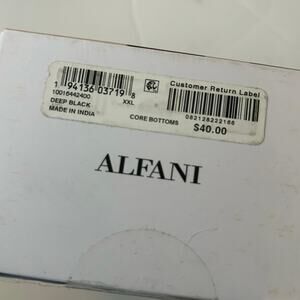 1 94136 03719 8
10016442400 XXL
DEEP BLACK
MADE IN INDIA
Customer Return Label
CORE BOTTOMS
082128222166
$40.00
ALFANI